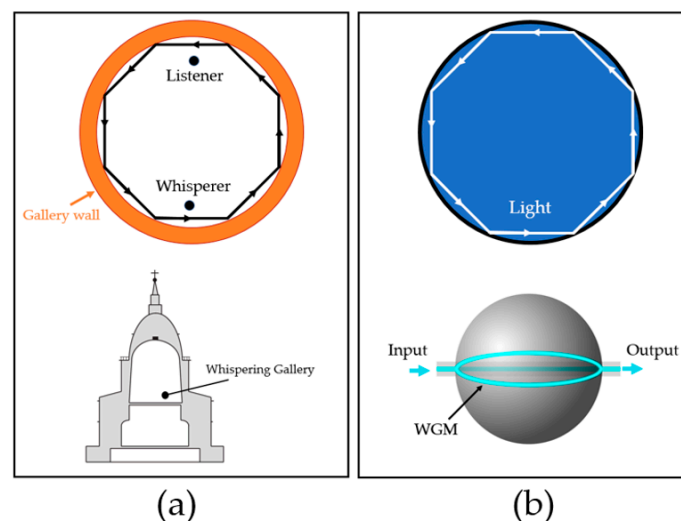 Listener
Whisperer
Gallery wall
Whispering Gallery
(a)
Light
Input
Output
WGM
(b)